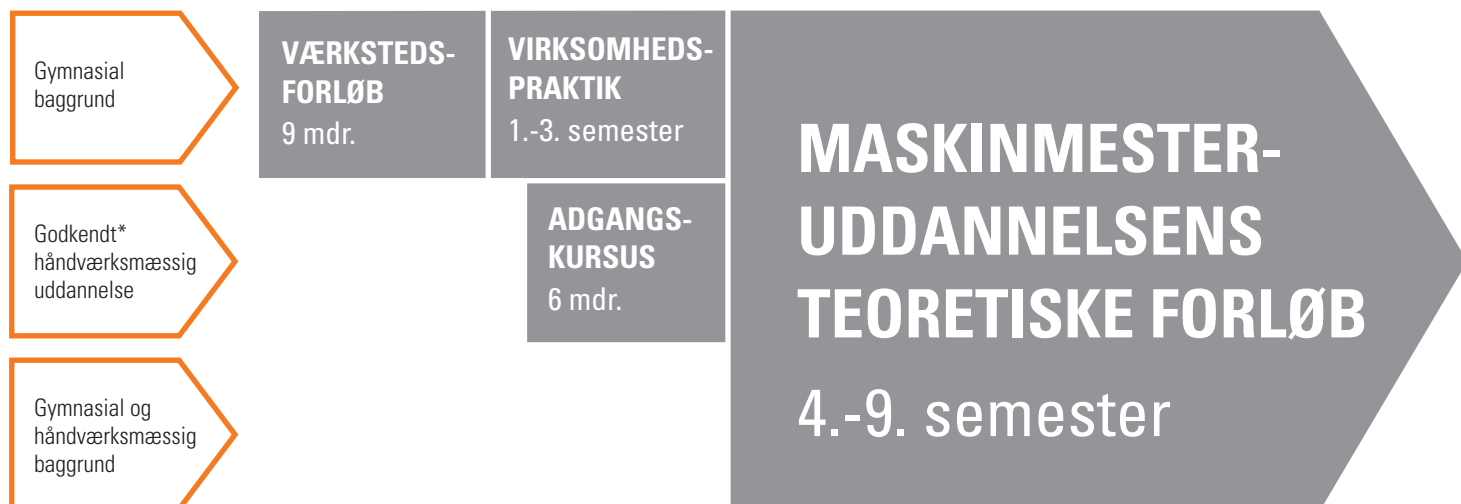 Gymnasial
baggrund
VÆRKSTEDS-
FORLØB
9 mdr.
VIRKSOMHEDS-
PRAKTIK
1.-3. semester
Godkendt*
håndværksmæssig
uddannelse
ADGANGS-
KURSUS
6 mdr.
Gymnasial og
håndværksmæssig
baggrund
MASKINMESTER-
UDDANNELSENS
TEORETISKE FORLØB
4.-9. semester